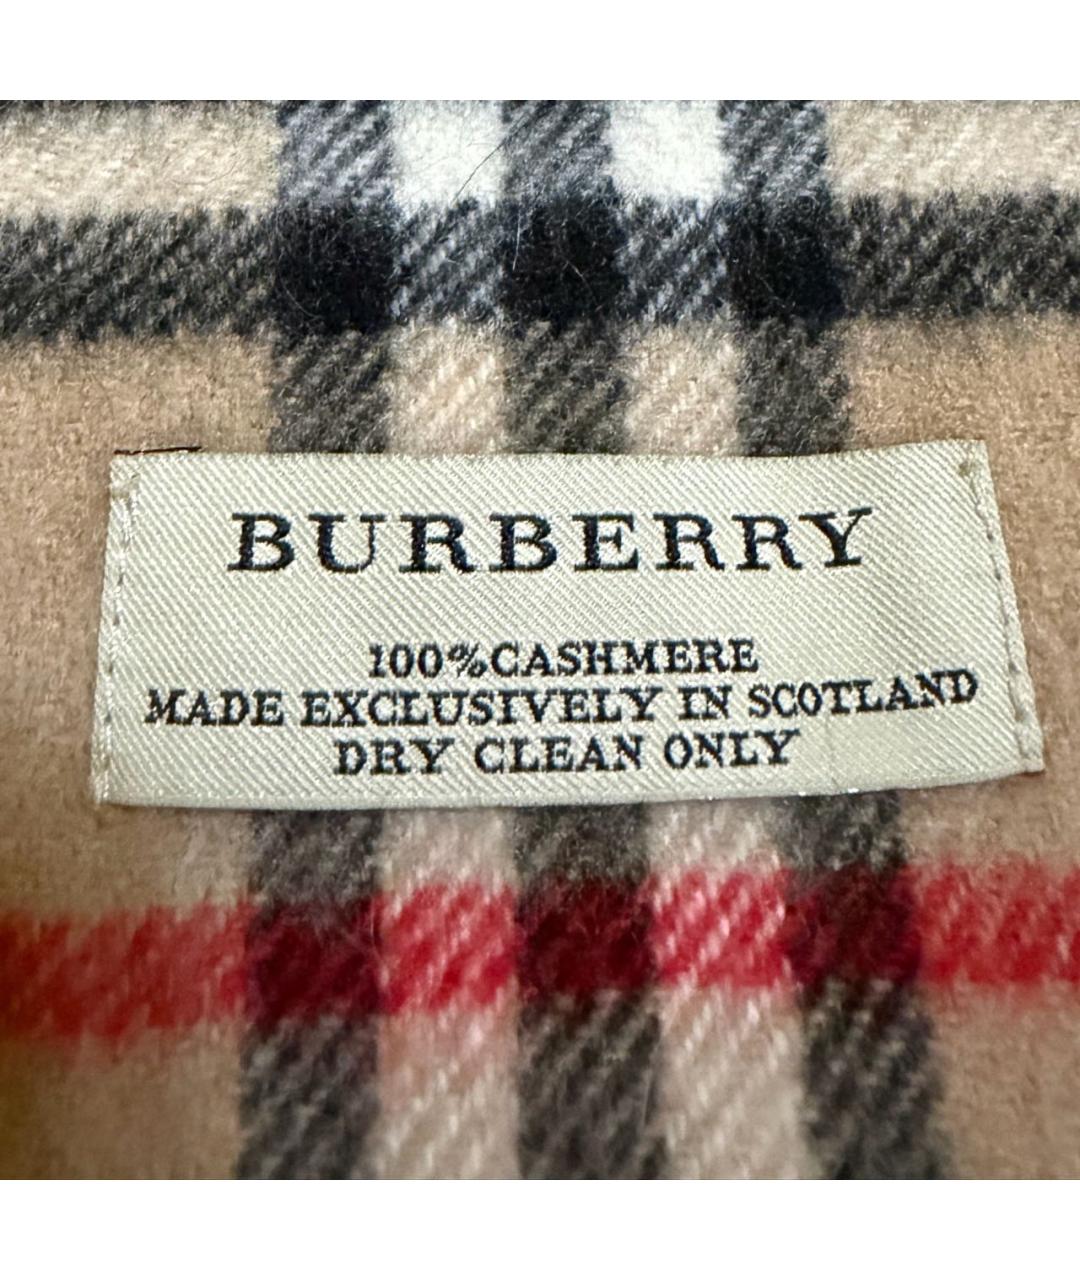 BURBERRY
100%CASHMERE
MADE EXCLUSIVELY IN SCOTLAND
DRY CLEAN ONLY